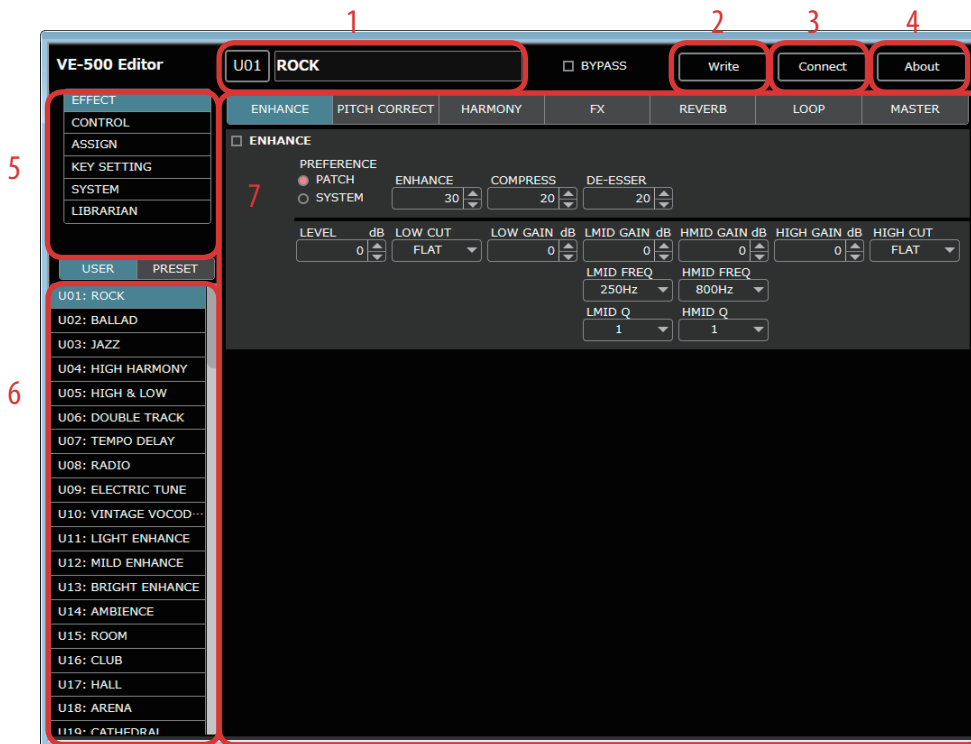 1 2 3 4
VE-500 Editor U01 ROCK BYPASS Write Connect About
5
EFFECT
CONTROL
ASSIGN
KEY SETTING
SYSTEM
LIBRARIAN
USER PRESET
6
U01: ROCK
U02: BALLAD
U03: JAZZ
U04: HIGH HARMONY
U05: HIGH & LOW
U06: DOUBLE TRACK
U07: TEMPO DELAY
U08: RADIO
U09: ELECTRIC TUNE
U10: VINTAGE VOCOD···
U11: LIGHT ENHANCE
U12: MILD ENHANCE
U13: BRIGHT ENHANCE
U14: AMBIENCE
U15: ROOM
U16: CLUB
U17: HALL
U18: ARENA
U19: CATHEDRAL
ENHANCE PITCH CORRECT HARMONY FX REVERB LOOP MASTER
ENHANCE
7
PREFERENCE
PATCH ENHANCE COMPRESS DE-ESSER
SYSTEM 30 20 20
LEVEL dB LOW CUT LOW GAIN dB LMID GAIN dB HMID GAIN dB HIGH GAIN dB HIGH CUT
0 FLAT 0 0 0 0 FLAT
LMID FREQ HMID FREQ
250Hz 800Hz
LMID Q HMID Q
1 1